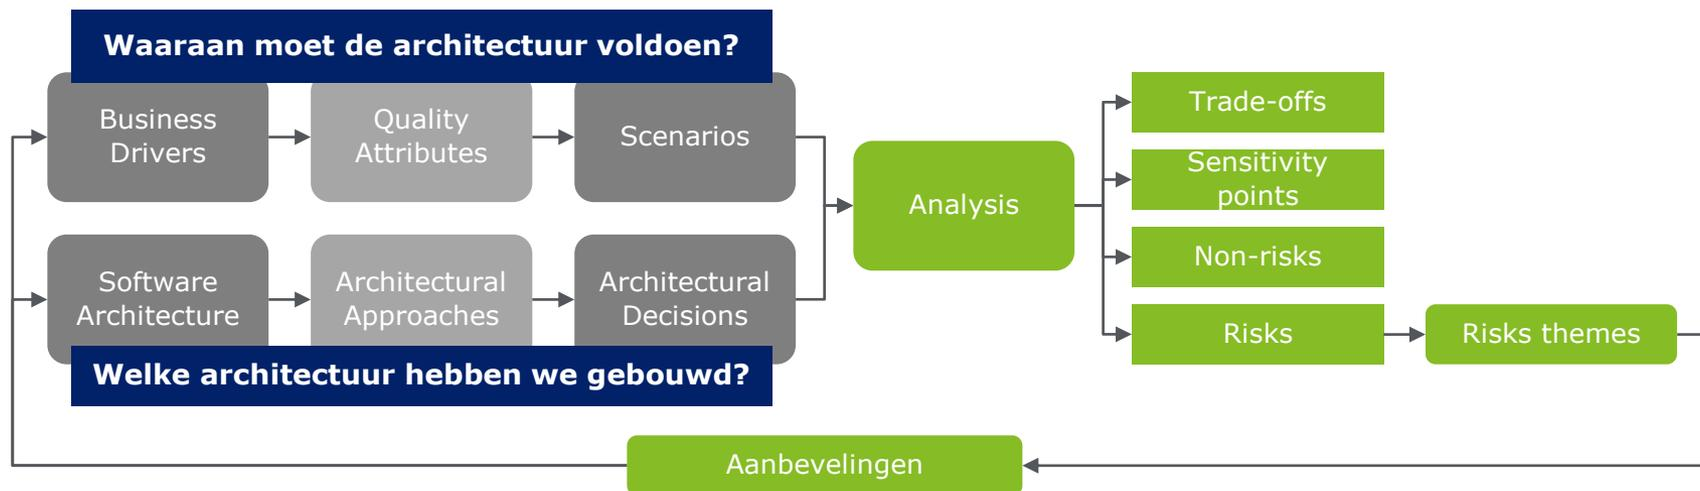 Waaraan moet de architectuur voldoen?
Business
Drivers
Quality
Attributes
Scenarios
Software
Architecture
Architectural
Approaches
Architectural
Decisions
Welke architectuur hebben we gebouwd?
Analysis
Trade-offs
Sensitivity
points
Non-risks
Risks
Risks themes
Aanbevelingen